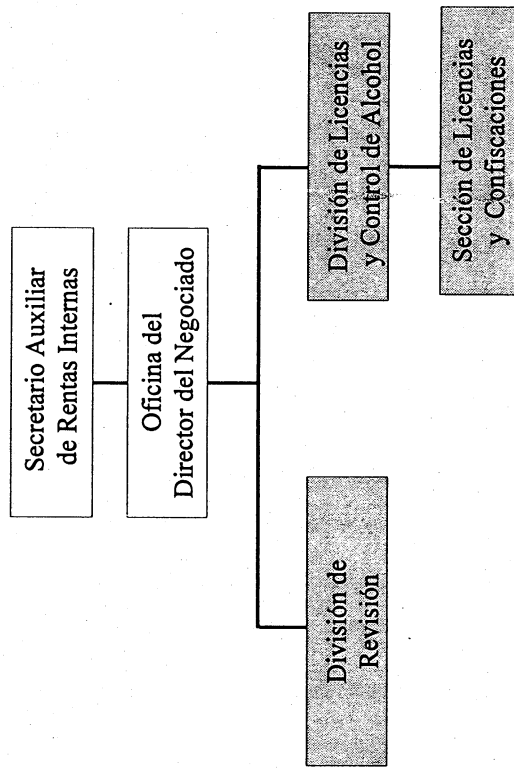 Secretario Auxiliar
de Rentas Internas
Oficina del
Director del Negociado
División de
Revisión
División de Licencias
y Control de Alcohol
Sección de Licencias
y Confiscaciones